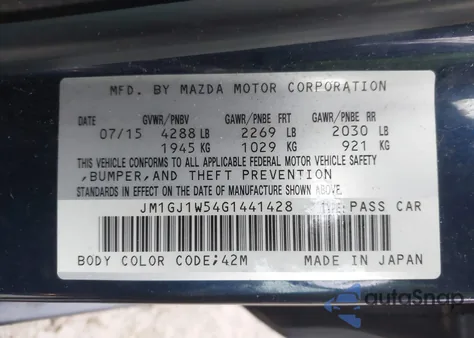 MFD. BY MAZDA MOTOR CORPORATION
07/15 GVWR/PNBV GAWR/PNBE FRT GAWR/PNBE RR
4288 LB 2269 LB 2030 LB
1945 KG 1029 KG 921 KG
THIS VEHICLE CONFORMS TO ALL APPLICABLE FEDERAL MOTOR VEHICLE SAFETY
,BUMPER,AND THEFT PREVENTION
STANDARDS IN EFFECT ON THE DATE OF MANUFACTURE SHOWN ABOVE.
JM1GJ1W54G1441428 TYPE:PASS CAR
BODY COLOR CODE;42M MADE IN JAPAN
autoSnap